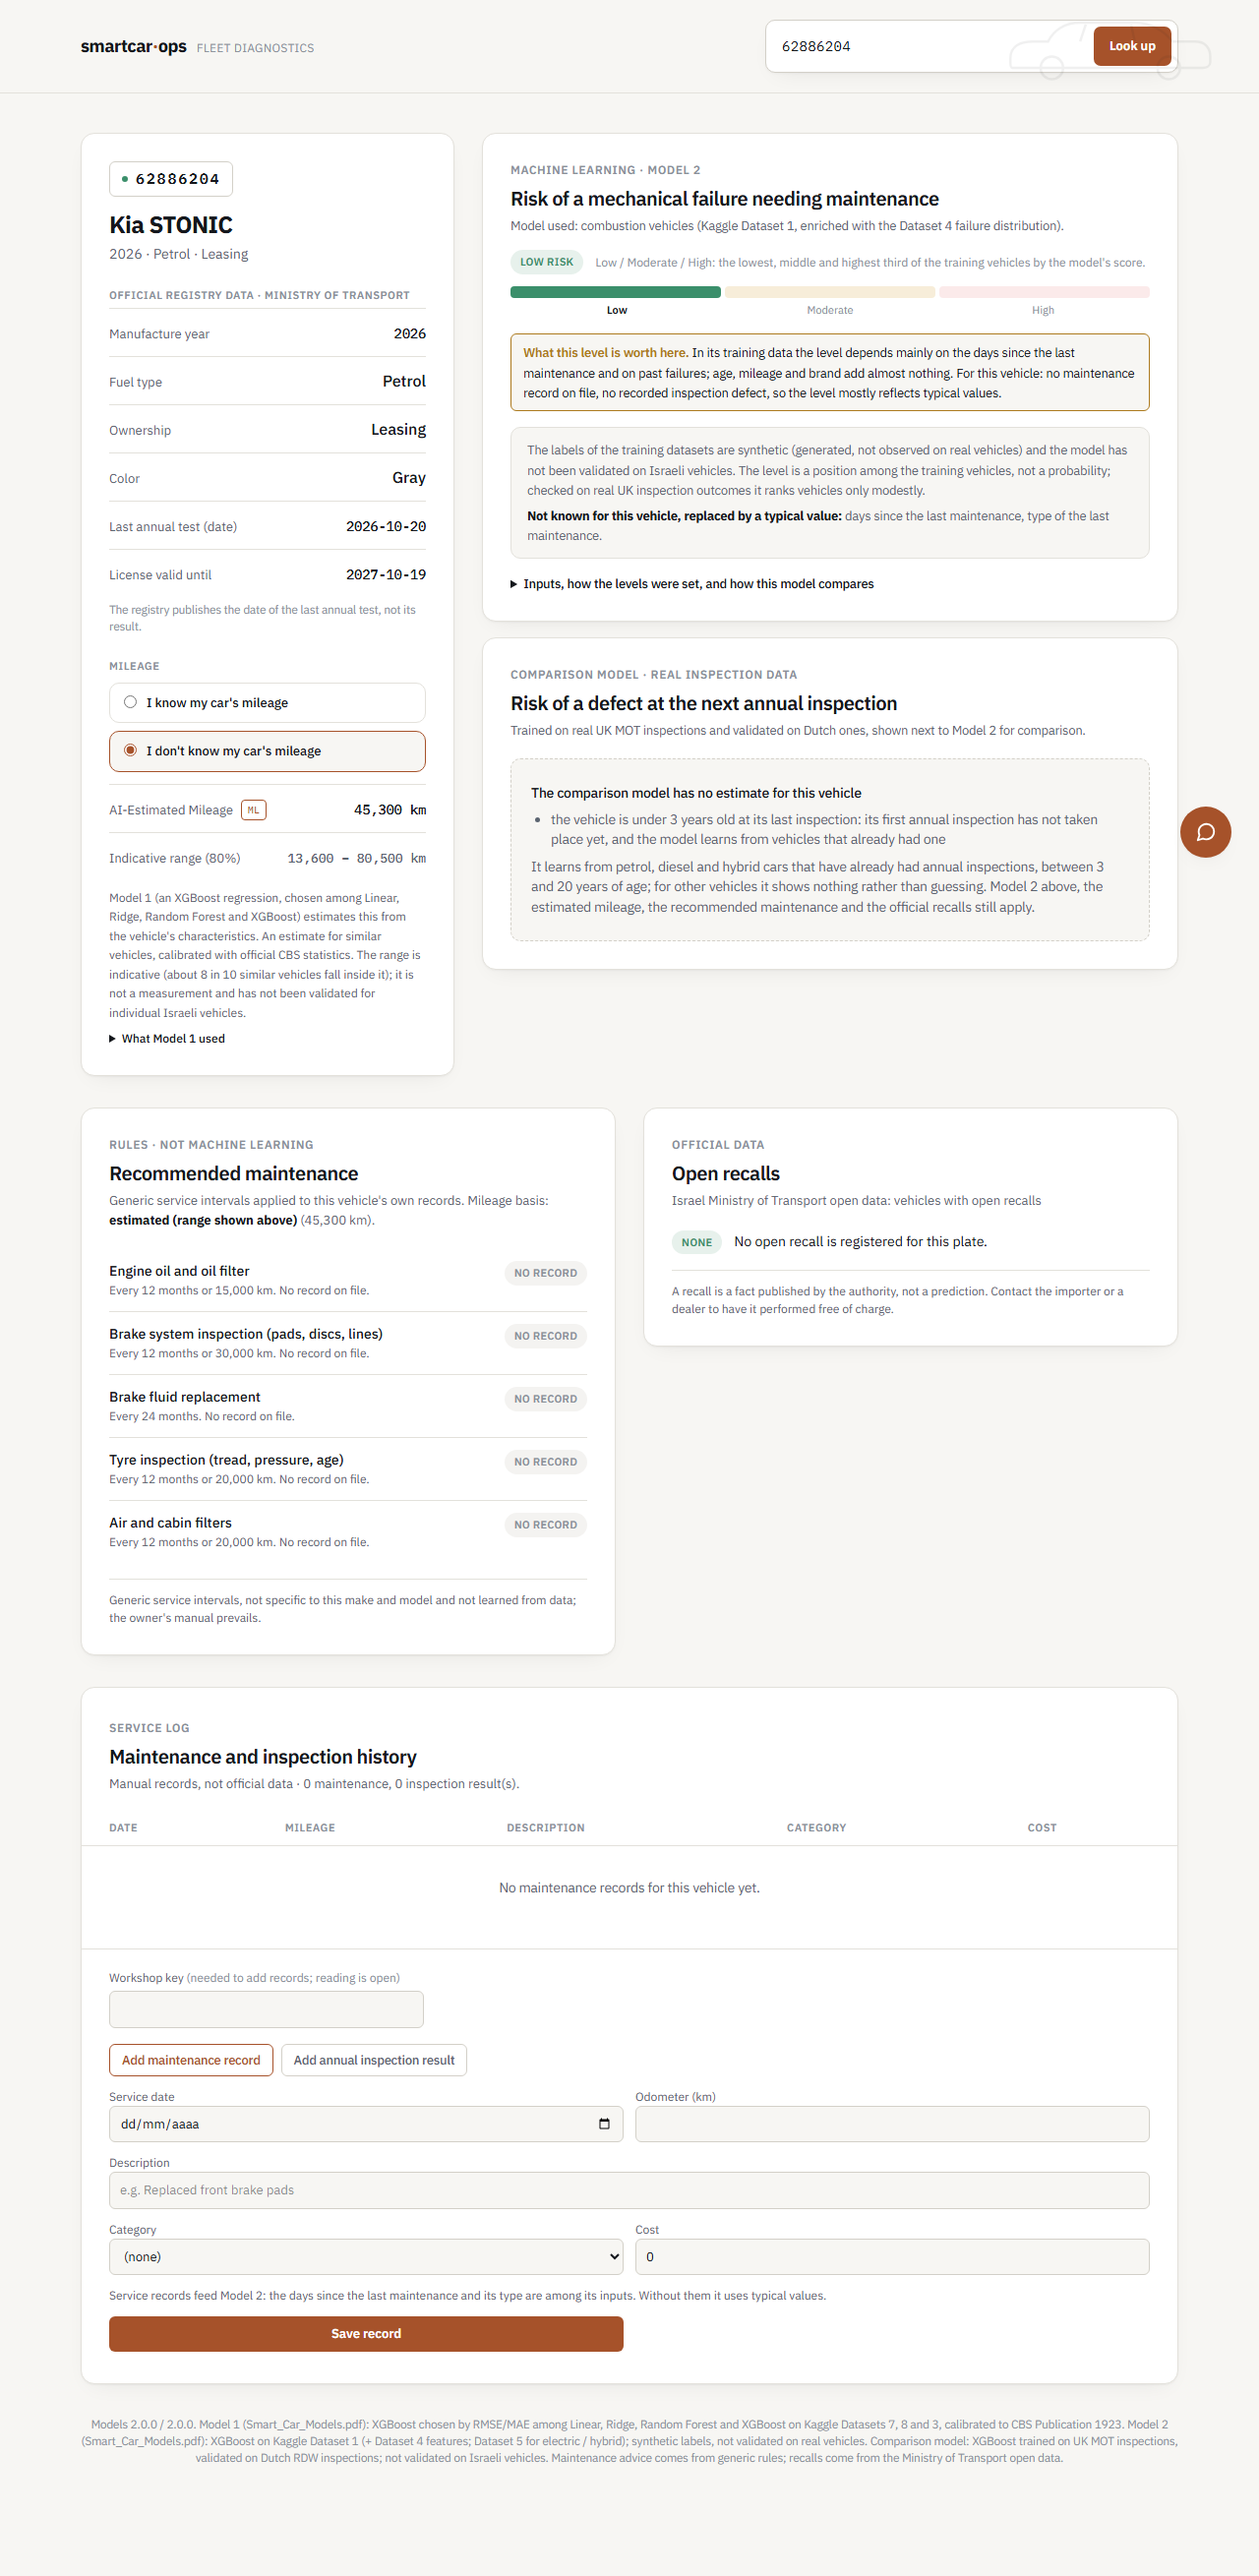 smartcar·ops FLEET DIAGNOSTICS
62886204
Look up
62886204
Kia STONIC
2026 · Petrol · Leasing
OFFICIAL REGISTRY DATA · MINISTRY OF TRANSPORT
Manufacture year 2026
Fuel type Petrol
Ownership Leasing
Color Gray
Last annual test (date) 2026-10-20
License valid until 2027-10-19
The registry publishes the date of the last annual test, not its
result.
MILEAGE
I know my car's mileage
I don't know my car's mileage
AI-Estimated Mileage ML 45,300 km
Indicative range (80%) 13,600 – 80,500 km
Model 1 (an XGBoost regression, chosen among Linear,
Ridge, Random Forest and XGBoost) estimates this from
the vehicle's characteristics. An estimate for similar
vehicles, calibrated with official CBS statistics. The range is
indicative (about 8 in 10 similar vehicles fall inside it); it is
not a measurement and has not been validated for
individual Israeli vehicles.
What Model 1 used
MACHINE LEARNING · MODEL 2
Risk of a mechanical failure needing maintenance
Model used: combustion vehicles (Kaggle Dataset 1, enriched with the Dataset 4 failure distribution).
LOW RISK Low / Moderate / High: the lowest, middle and highest third of the training vehicles by the model's score.
Low Moderate High
What this level is worth here. In its training data the level depends mainly on the days since the last
maintenance and on past failures; age, mileage and brand add almost nothing. For this vehicle: no maintenance
record on file, no recorded inspection defect, so the level mostly reflects typical values.
The labels of the training datasets are synthetic (generated, not observed on real vehicles) and the model has
not been validated on Israeli vehicles. The level is a position among the training vehicles, not a probability;
checked on real UK inspection outcomes it ranks vehicles only modestly.
Not known for this vehicle, replaced by a typical value: days since the last maintenance, type of the last
maintenance.
Inputs, how the levels were set, and how this model compares
COMPARISON MODEL · REAL INSPECTION DATA
Risk of a defect at the next annual inspection
Trained on real UK MOT inspections and validated on Dutch ones, shown next to Model 2 for comparison.
The comparison model has no estimate for this vehicle
• the vehicle is under 3 years old at its last inspection: its first annual inspection has not taken
place yet, and the model learns from vehicles that already had one
It learns from petrol, diesel and hybrid cars that have already had annual inspections, between 3
and 20 years of age; for other vehicles it shows nothing rather than guessing. Model 2 above, the
estimated mileage, the recommended maintenance and the official recalls still apply.
RULES · NOT MACHINE LEARNING
Recommended maintenance
Generic service intervals applied to this vehicle's own records. Mileage basis:
estimated (range shown above) (45,300 km).
Engine oil and oil filter NO RECORD
Every 12 months or 15,000 km. No record on file.
Brake system inspection (pads, discs, lines) NO RECORD
Every 12 months or 30,000 km. No record on file.
Brake fluid replacement NO RECORD
Every 24 months. No record on file.
Tyre inspection (tread, pressure, age) NO RECORD
Every 12 months or 20,000 km. No record on file.
Air and cabin filters NO RECORD
Every 12 months or 20,000 km. No record on file.
Generic service intervals, not specific to this make and model and not learned from data;
the owner's manual prevails.
OFFICIAL DATA
Open recalls
Israel Ministry of Transport open data: vehicles with open recalls
NONE No open recall is registered for this plate.
A recall is a fact published by the authority, not a prediction. Contact the importer or a
dealer to have it performed free of charge.
SERVICE LOG
Maintenance and inspection history
Manual records, not official data · 0 maintenance, 0 inspection result(s).
DATE MILEAGE DESCRIPTION CATEGORY COST
No maintenance records for this vehicle yet.
Workshop key (needed to add records; reading is open)
Add maintenance record Add annual inspection result
Service date Odometer (km)
dd/mm/aaaa
Description
e.g. Replaced front brake pads
Category Cost
(none) 0
Service records feed Model 2: the days since the last maintenance and its type are among its inputs. Without them it uses typical values.
Save record
Models 2.0.0 / 2.0.0. Model 1 (Smart_Car_Models.pdf): XGBoost chosen by RMSE/MAE among Linear, Ridge, Random Forest and XGBoost on Kaggle Datasets 7, 8 and 3, calibrated to CBS Publication 1923. Model 2
(Smart_Car_Models.pdf): XGBoost on Kaggle Dataset 1 (+ Dataset 4 features; Dataset 5 for electric / hybrid); synthetic labels, not validated on real vehicles. Comparison model: XGBoost trained on UK MOT inspections,
validated on Dutch RDW inspections; not validated on Israeli vehicles. Maintenance advice comes from generic rules; recalls come from the Ministry of Transport open data.